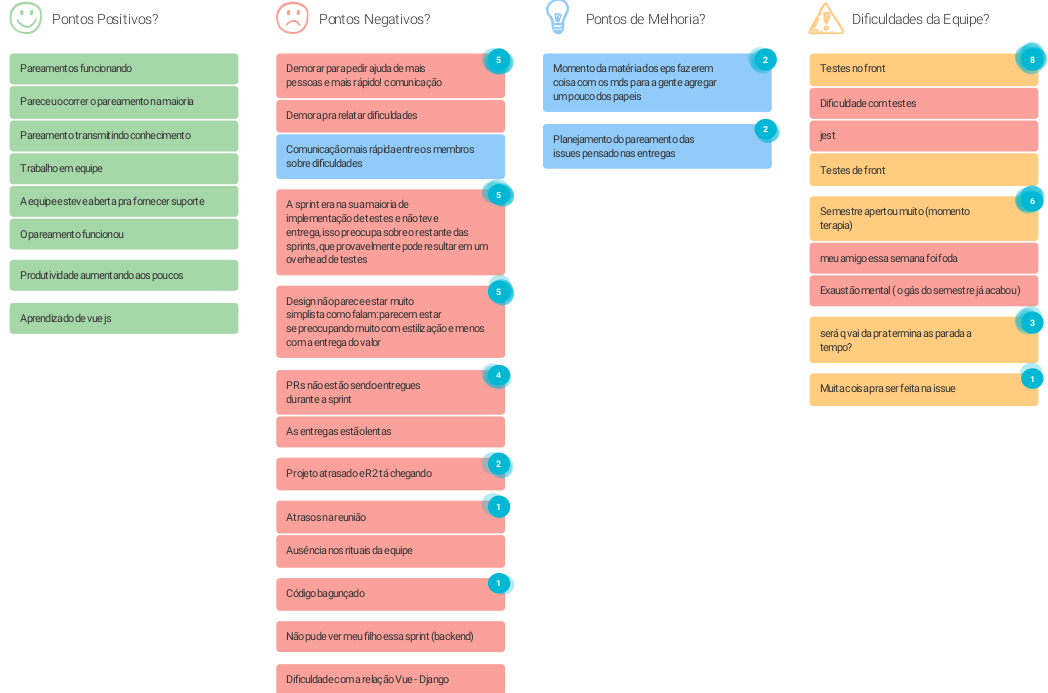 Pontos Positivos?
Pareamentos funcionando
Pareceu ocorrer o pareamento na maioria
Pareamento transmitindo conhecimento
Trabalho em equipe
A equipe esteve aberta pra fornecer suporte
O pareamento funcionou
Produtividade aumentando aos poucos
Aprendizado de vue js
Pontos Negativos?
5
Demorar para pedir ajuda de mais
pessoas e mais rápido! comunicação
Demora pra relatar dificuldades
Comunicação mais rápida entre os membros
sobre dificuldades
5
A sprint era na sua maioria de
implementação de testes e não teve
entrega, isso preocupa sobre o restante das
sprints, que provavelmente pode resultar em um
overhead de testes
5
Design não parece estar muito
simplista como falam: parecem estar
se preocupando muito com estilização e menos
com a entrega do valor
4
PRs não estão sendo entregues
durante a sprint
As entregas estão lentas
2
Projeto atrasado e R2 tá chegando
1
Atrasos na reunião
Ausência nos rituais da equipe
1
Código bagunçado
Não pude ver meu filho essa sprint (backend)
Dificuldade com a relação Vue - Django
Pontos de Melhoria?
2
Momento da matéria dos eps fazerem
coisa com os mds para a gente agregar
um pouco dos papeis
2
Planejamento do pareamento das
issues pensado nas entregas
Dificuldades da Equipe?
8
Testes no front
Dificuldade com testes
jest
Testes de front
6
Semestre apertou muito (momento
terapia)
meu amigo essa semana foi foda
Exaustão mental ( o gás do semestre já acabou)
3
será q vai da pra termina as parada a
tempo?
1
Muita coisa pra ser feita na issue